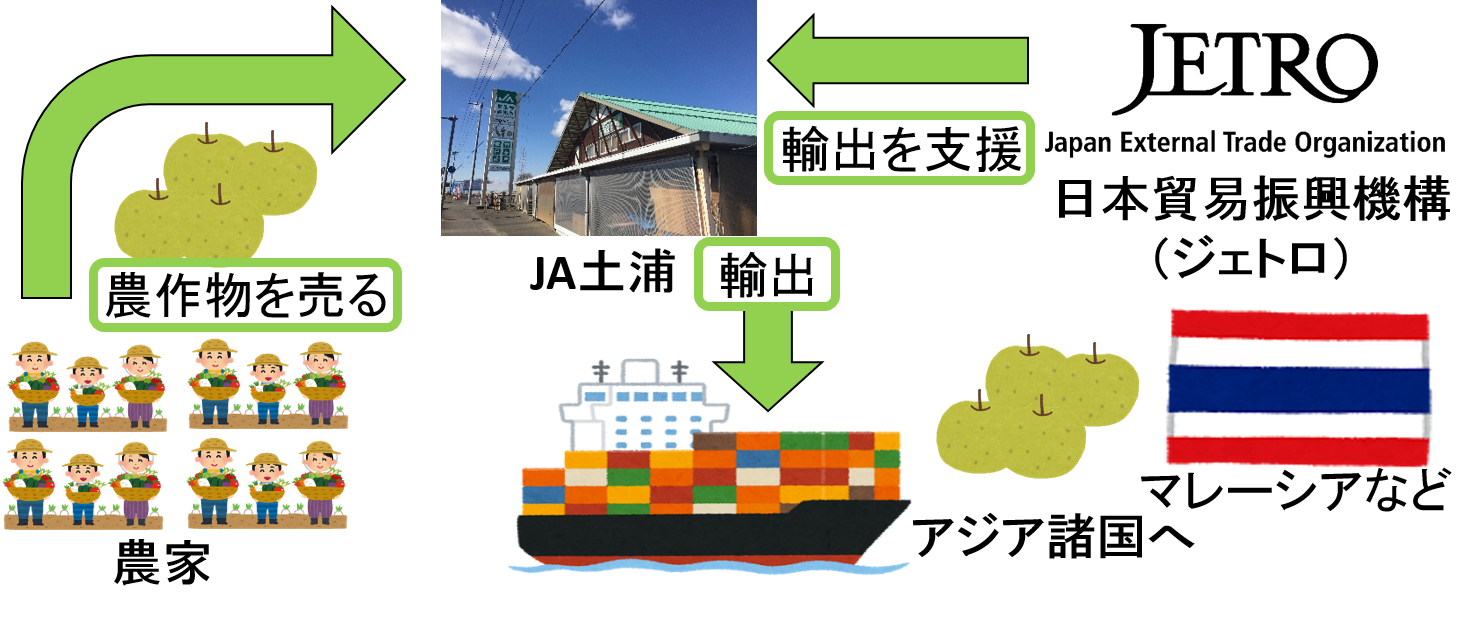 JETRO
Japan External Trade Organization
輸出を支援
日本貿易振興機構
（ジェトロ）
JA
JA土浦
輸出
農作物を売る
マレーシアなど
アジア諸国へ
農家